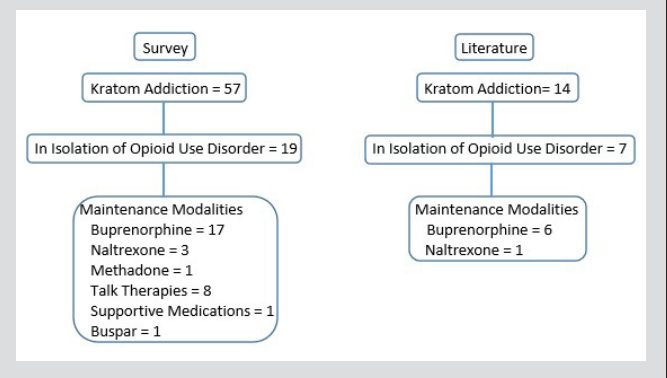 Survey
Kratom Addiction = 57
In Isolation of Opioid Use Disorder = 19
Maintenance Modalities
Buprenorphine = 17
Naltrexone = 3
Methadone = 1
Talk Therapies = 8
Supportive Medications = 1
Buspar = 1
Literature
Kratom Addiction= 14
In Isolation of Opioid Use Disorder = 7
Maintenance Modalities
Buprenorphine = 6
Naltrexone = 1